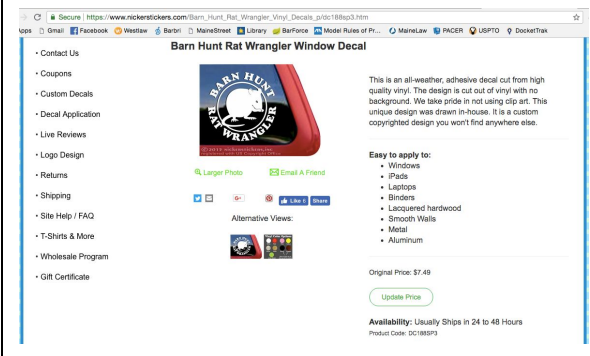 Secure https://www.nickerstickers.com/Barn_Hunt_Rat_Wrangler_Vinyl_Decals_p/dc188sp3.htm
Apps Gmail Facebook Westlaw Barbri MaineStreet Library BarForce Model Rules of Pr... MaineLaw PACER USPTO DocketTrak
Barn Hunt Rat Wrangler Window Decal
• Contact Us
• Coupons
• Custom Decals
• Decal Application
• Live Reviews
• Logo Design
• Returns
• Shipping
• Site Help / FAQ
• T-Shirts & More
• Wholesale Program
• Gift Certificate
BARN HUNT
RAT WRANGLER
Larger Photo
Email A Friend
G+
Like 6
Share
Alternative Views:
This is an all-weather, adhesive decal cut from high
quality vinyl. The design is cut out of vinyl with no
background. We take pride in not using clip art. This
unique design was drawn in-house. It is a custom
copyrighted design you won't find anywhere else.
Easy to apply to:
• Windows
• iPads
• Laptops
• Binders
• Lacquered hardwood
• Smooth Walls
• Metal
• Aluminum
Original Price: $7.49
Update Price
Availability: Usually Ships in 24 to 48 Hours
Product Code: DC188SP3